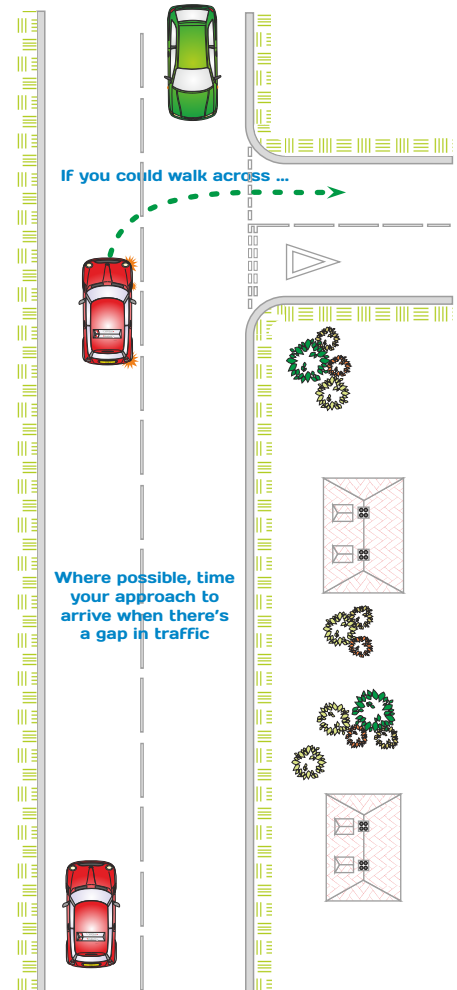 If you could walk across ...
Where possible, time
your approach to
arrive when there's
a gap in traffic